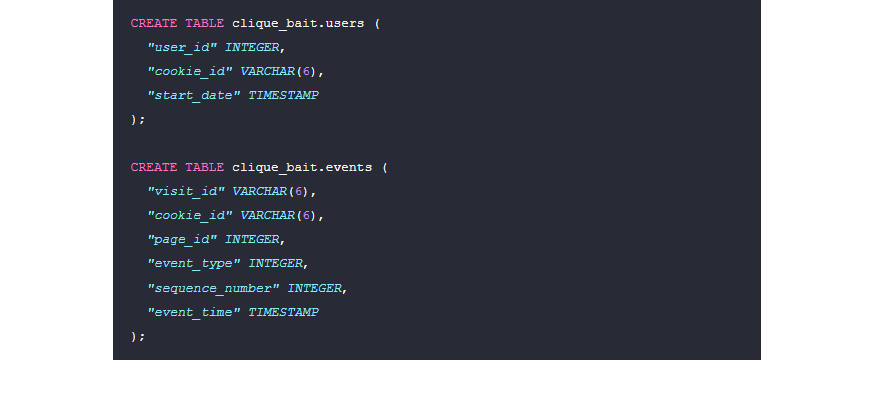 CREATE TABLE clique_bait.users (
"user_id" INTEGER,
"cookie_id" VARCHAR(6),
"start_date" TIMESTAMP
);
CREATE TABLE clique_bait.events (
"visit_id" VARCHAR(6),
"cookie_id" VARCHAR(6),
"page_id" INTEGER,
"event_type" INTEGER,
"sequence_number" INTEGER,
"event_time" TIMESTAMP
);